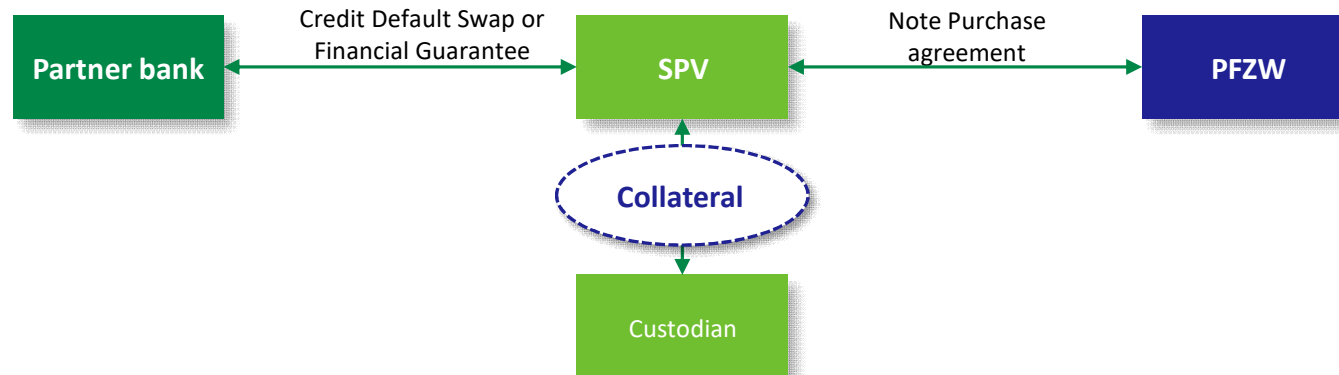 Credit Default Swap or
Financial Guarantee
Note Purchase
agreement
Partner bank
SPV
PFZW
Collateral
Custodian